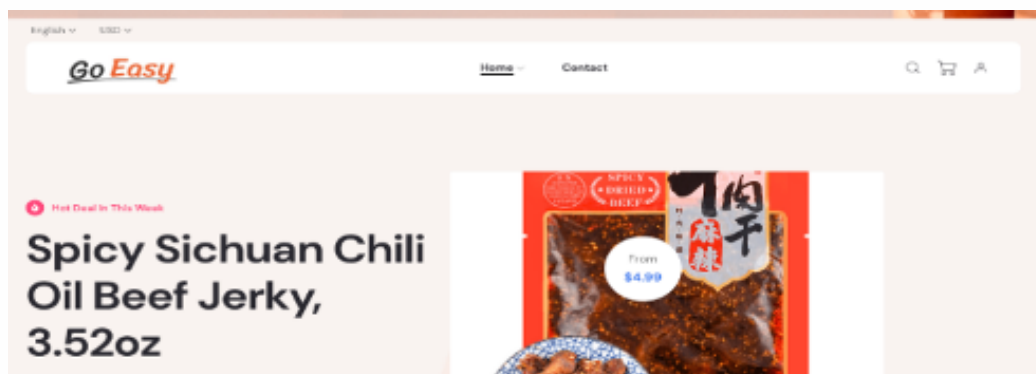 English
USD
Go Easy
Home
Contact
Hot Deal In This Week
Spicy Sichuan Chili
Oil Beef Jerky,
3.52oz
SPICY
DRIED
BEEF
牛肉干
麻辣
From
$4.99